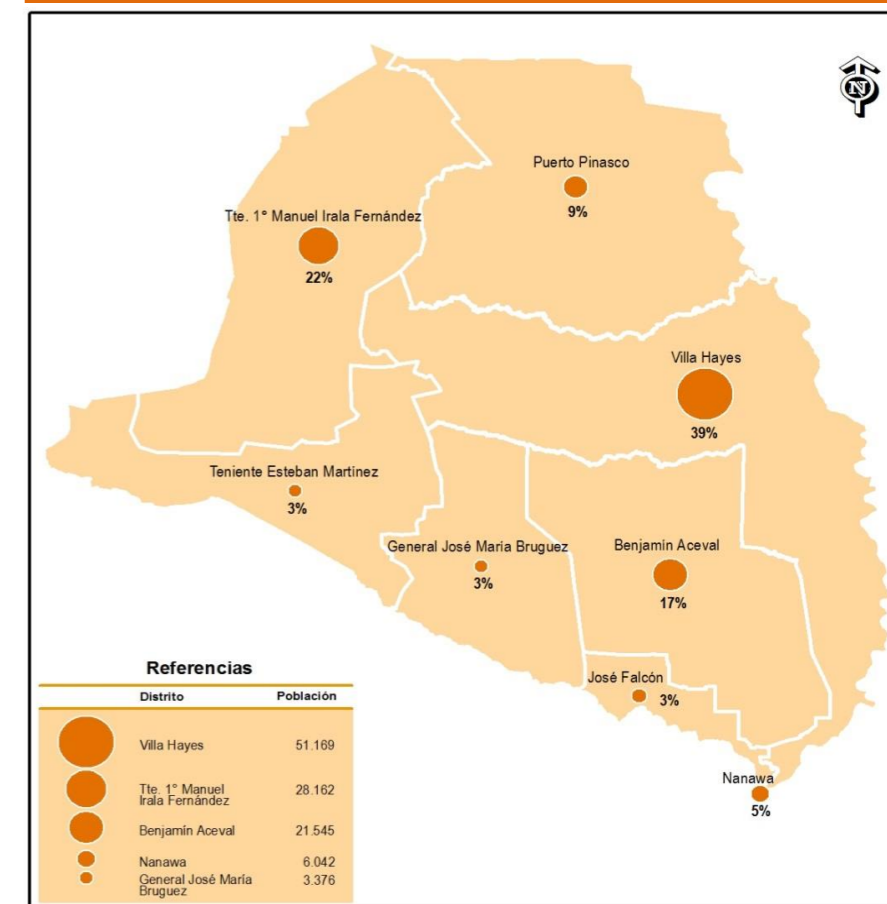 N
Puerto Pinasco
9%
Tte. 1° Manuel Irala Fernández
22%
Villa Hayes
39%
Teniente Esteban Martinez
3%
General José María Bruguez
3%
Benjamín Aceval
17%
José Falcón
3%
Nanawa
5%
Referencias
Distrito Población
Villa Hayes 51.169
Tte. 1° Manuel
Irala Fernández 28.162
Benjamín Aceval 21.545
Nanawa 6.042
General José María
Bruguez 3.376